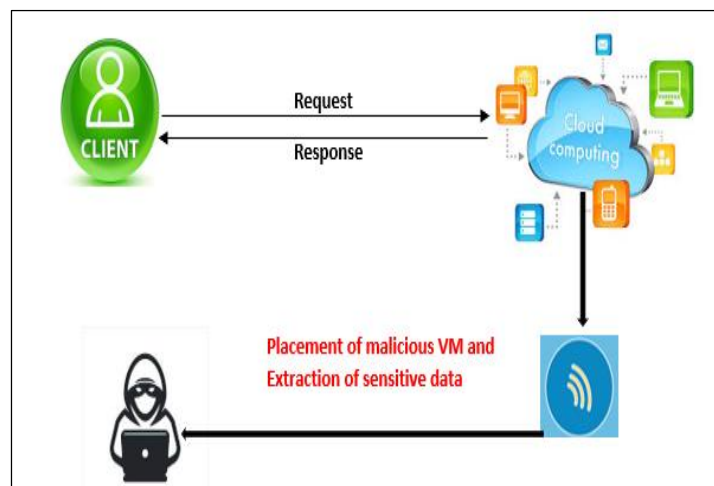 Request
CLIENT
Response
Cloud
computing
Placement of malicious VM and
Extraction of sensitive data